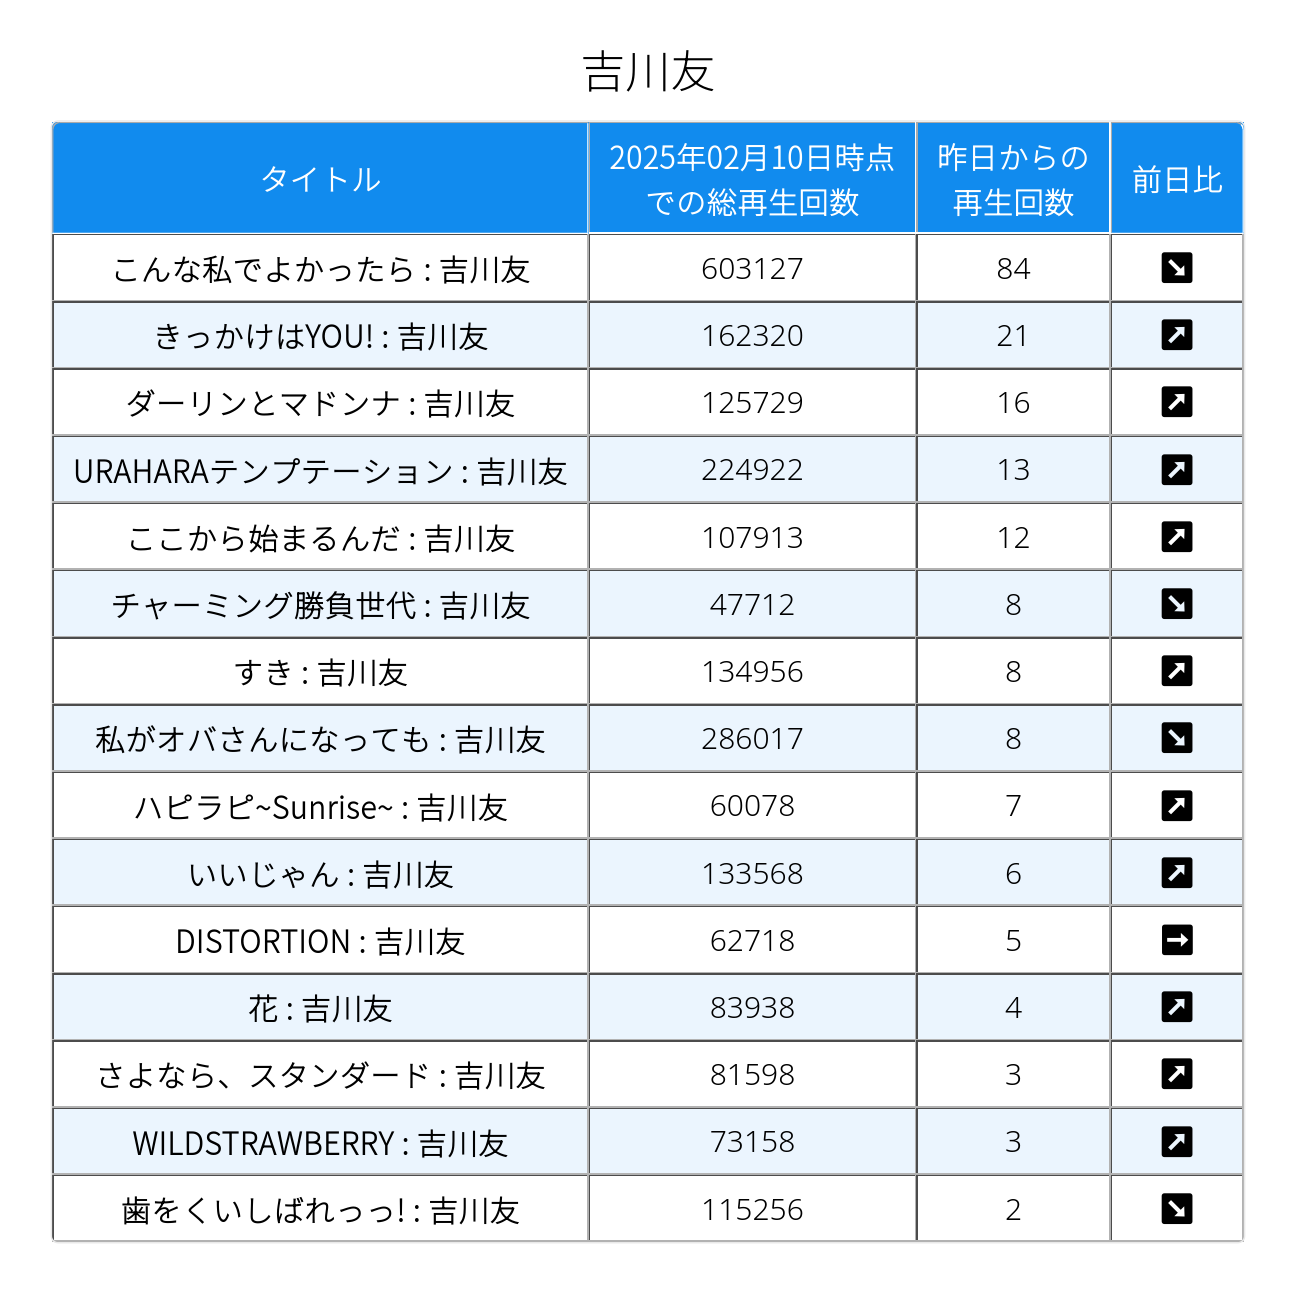 吉川友
タイトル 2025年02月10日時点での総再生回数 昨日からの再生回数 前日比
こんな私でよかったら : 吉川友 603127 84 ↘
きっかけはYOU! : 吉川友 162320 21 ↗
ダーリンとマドンナ : 吉川友 125729 16 ↗
URAHARAテンプテーション : 吉川友 224922 13 ↗
ここから始まるんだ : 吉川友 107913 12 ↗
チャーミング勝負世代 : 吉川友 47712 8 ↘
すき : 吉川友 134956 8 ↗
私がオバさんになっても : 吉川友 286017 8 ↘
ハピラピ~Sunrise~ : 吉川友 60078 7 ↗
いいじゃん : 吉川友 133568 6 ↗
DISTORTION : 吉川友 62718 5 →
花 : 吉川友 83938 4 ↗
さよなら、スタンダード : 吉川友 81598 3 ↗
WILDSTRAWBERRY : 吉川友 73158 3 ↗
歯をくいしばれっっ! : 吉川友 115256 2 ↘